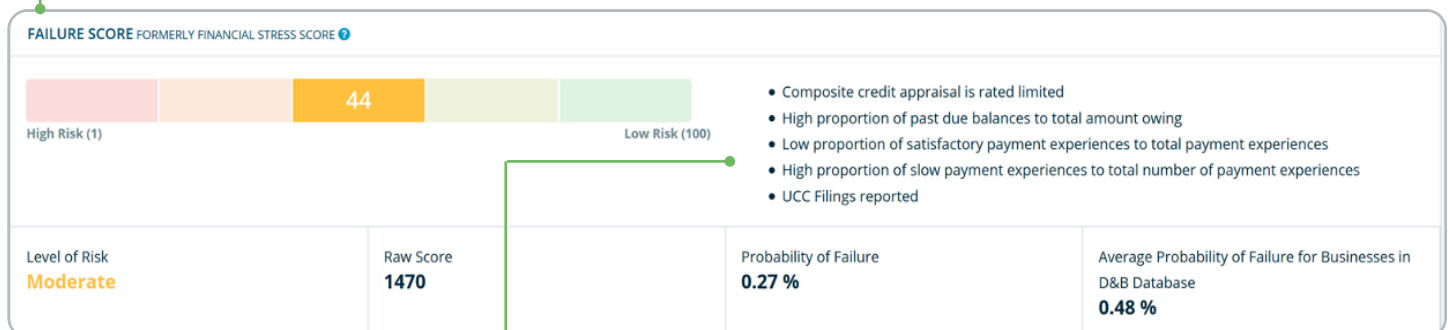 FAILURE SCORE FORMERLY FINANCIAL STRESS SCORE ?
44
High Risk (1)
Low Risk (100)
• Composite credit appraisal is rated limited
• High proportion of past due balances to total amount owing
• Low proportion of satisfactory payment experiences to total payment experiences
• High proportion of slow payment experiences to total number of payment experiences
• UCC Filings reported
Level of Risk
Moderate
Raw Score
1470
Probability of Failure
0.27 %
Average Probability of Failure for Businesses in
D&B Database
0.48 %